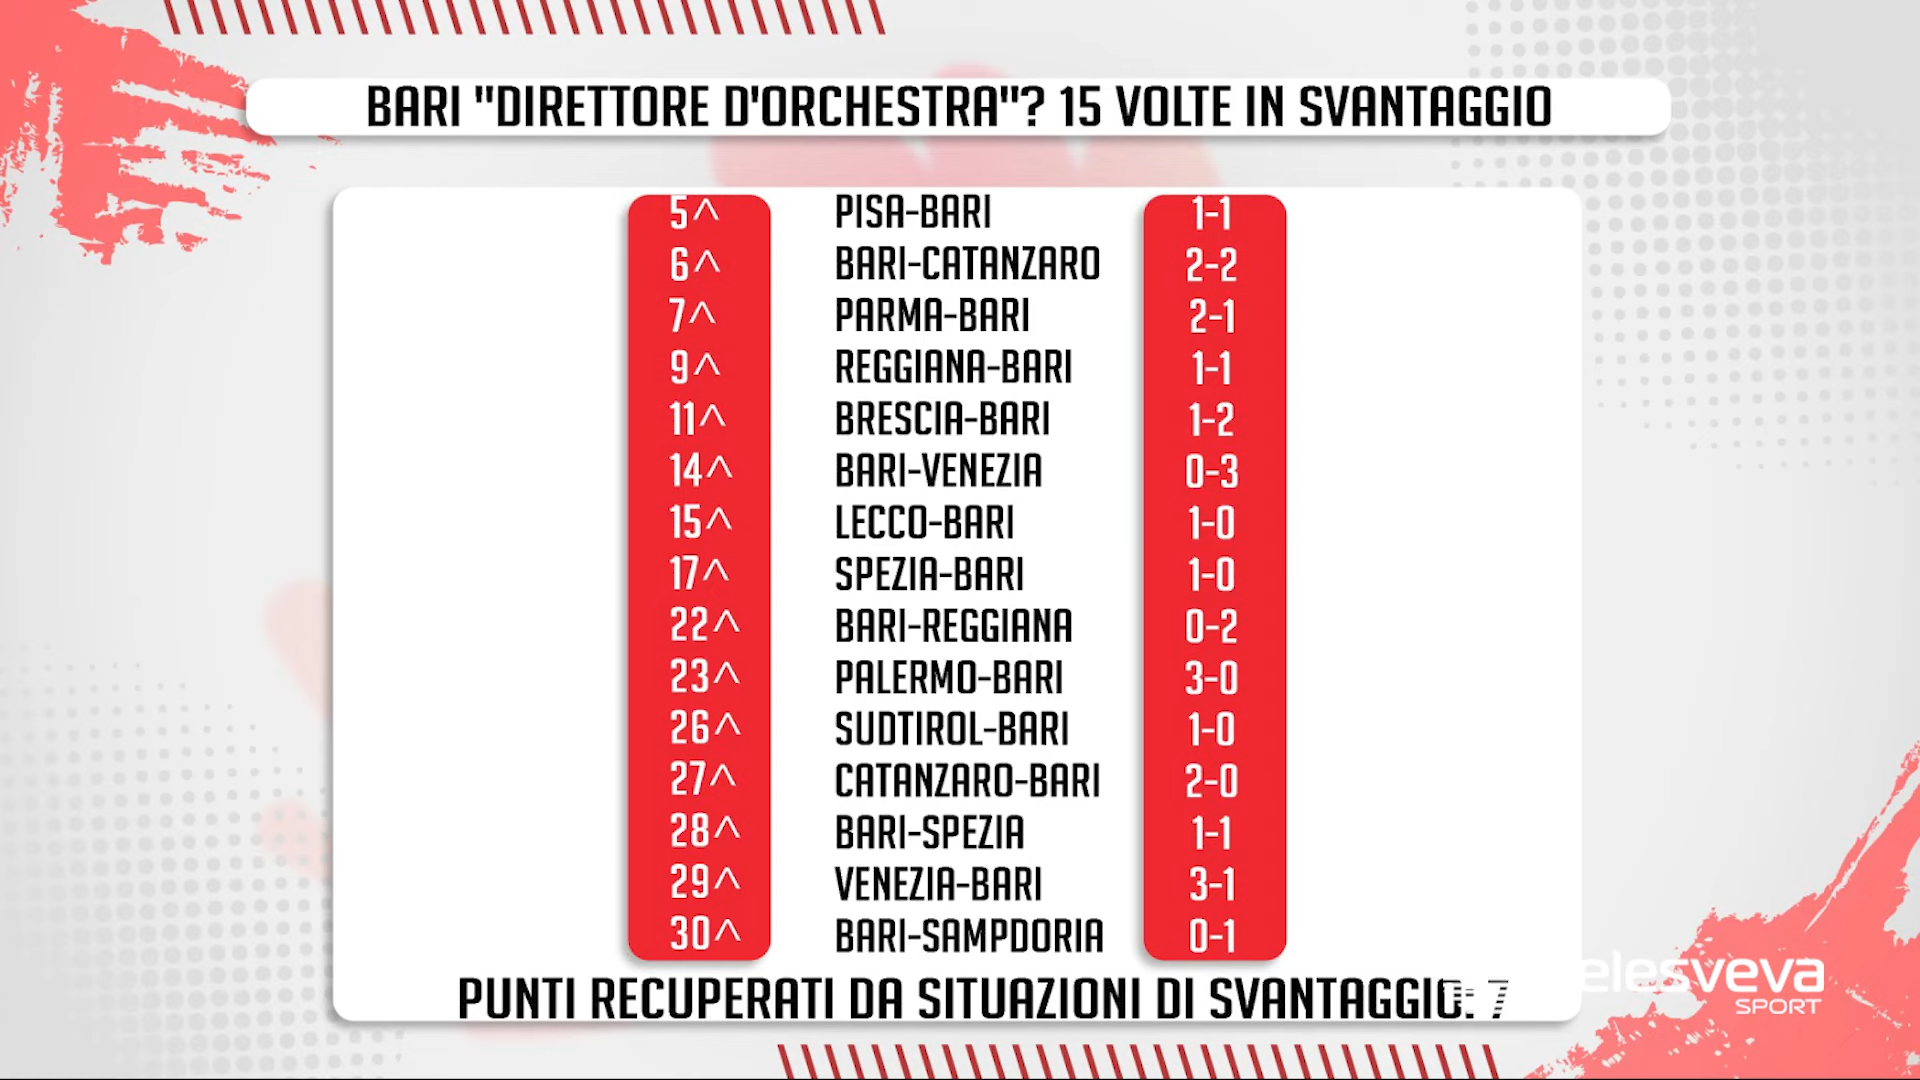 BARI "DIRETTORE D'ORCHESTRA"? 15 VOLTE IN SVANTAGGIO
5^ PISA-BARI 1-1
6^ BARI-CATANZARO 2-2
7^ PARMA-BARI 2-1
9^ REGGIANA-BARI 1-1
11^ BRESCIA-BARI 1-2
14^ BARI-VENEZIA 0-3
15^ LECCO-BARI 1-0
17^ SPEZIA-BARI 1-0
22^ BARI-REGGIANA 0-2
23^ PALERMO-BARI 3-0
26^ SUDTIROL-BARI 1-0
27^ CATANZARO-BARI 2-0
28^ BARI-SPEZIA 1-1
29^ VENEZIA-BARI 3-1
30^ BARI-SAMPDORIA 0-1
PUNTI RECUPERATI DA SITUAZIONI DI SVANTAGGIO: 7
elesveva
SPORT